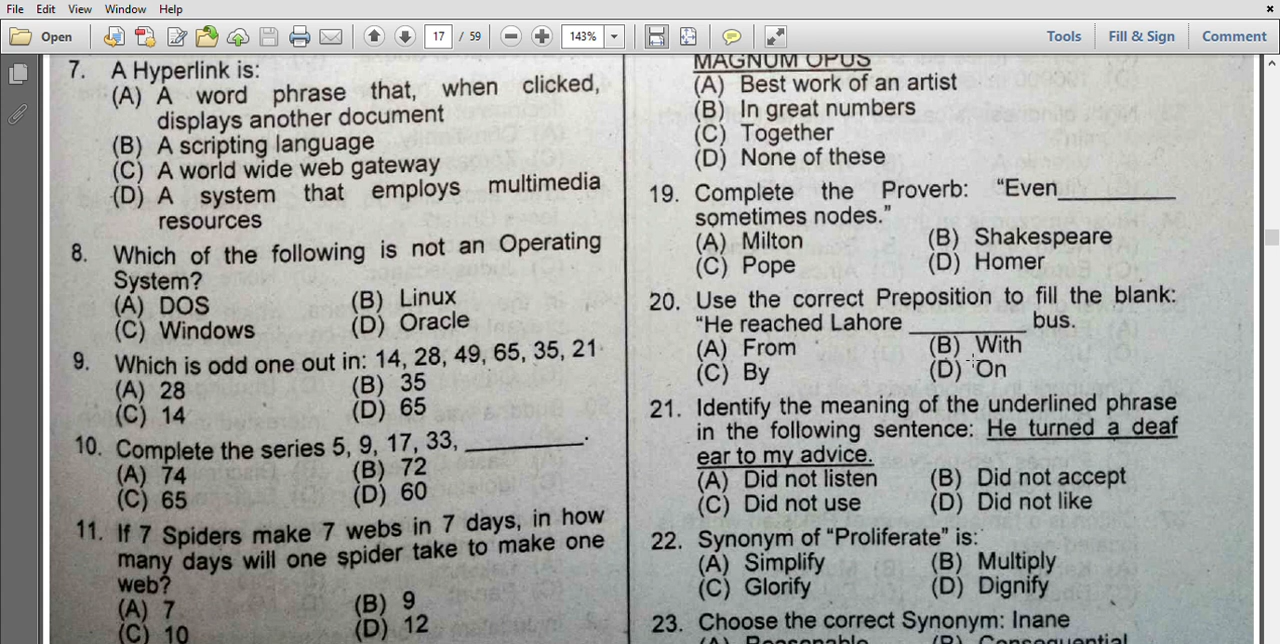 File Edit View Window Help
Open 17 / 59 143% Tools Fill & Sign Comment
7. A Hyperlink is:
(A) A word phrase that, when clicked,
displays another document
(B) A scripting language
(C) A world wide web gateway
(D) A system that employs multimedia
resources
8. Which of the following is not an Operating
System?
(A) DOS (B) Linux
(C) Windows (D) Oracle
9. Which is odd one out in: 14, 28, 49, 65, 35, 21
(A) 28 (B) 35
(C) 14 (D) 65
10. Complete the series 5, 9, 17, 33, ________.
(A) 74 (B) 72
(C) 65 (D) 60
11. If 7 Spiders make 7 webs in 7 days, in how
many days will one spider take to make one
web?
(A) 7 (B) 9
(C) 10 (D) 12
MAGNUM OPUS
(A) Best work of an artist
(B) In great numbers
(C) Together
(D) None of these
19. Complete the Proverb: "Even________
sometimes nodes."
(A) Milton (B) Shakespeare
(C) Pope (D) Homer
20. Use the correct Preposition to fill the blank:
"He reached Lahore ________ bus.
(A) From (B) With
(C) By (D) On
21. Identify the meaning of the underlined phrase
in the following sentence: He turned a deaf
ear to my advice.
(A) Did not listen (B) Did not accept
(C) Did not use (D) Did not like
22. Synonym of "Proliferate" is:
(A) Simplify (B) Multiply
(C) Glorify (D) Dignify
23. Choose the correct Synonym: Inane
(A) Reasonable (B) Consequential